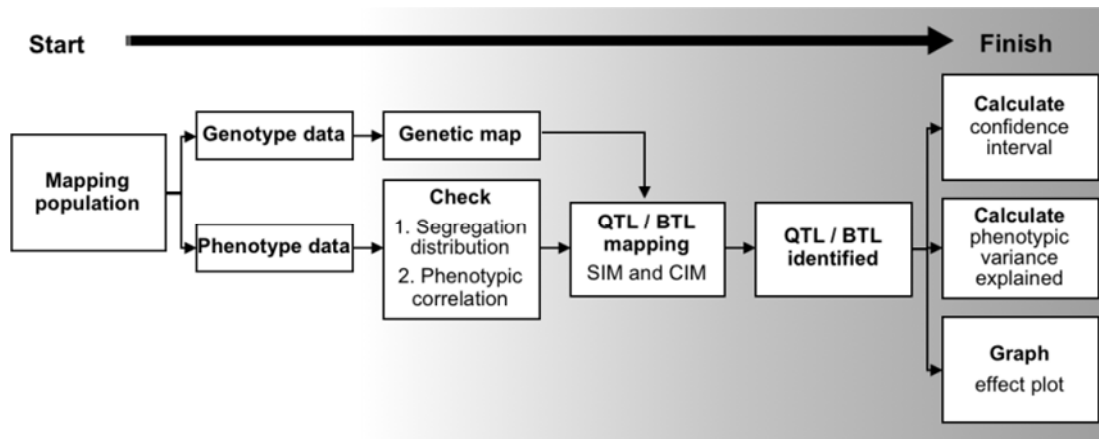 Start
Finish
Mapping
population
Genotype data
Genetic map
Phenotype data
Check
1. Segregation
distribution
2. Phenotypic
correlation
QTL / BTL
mapping
SIM and CIM
QTL / BTL
identified
Calculate
confidence
interval
Calculate
phenotypic
variance
explained
Graph
effect plot